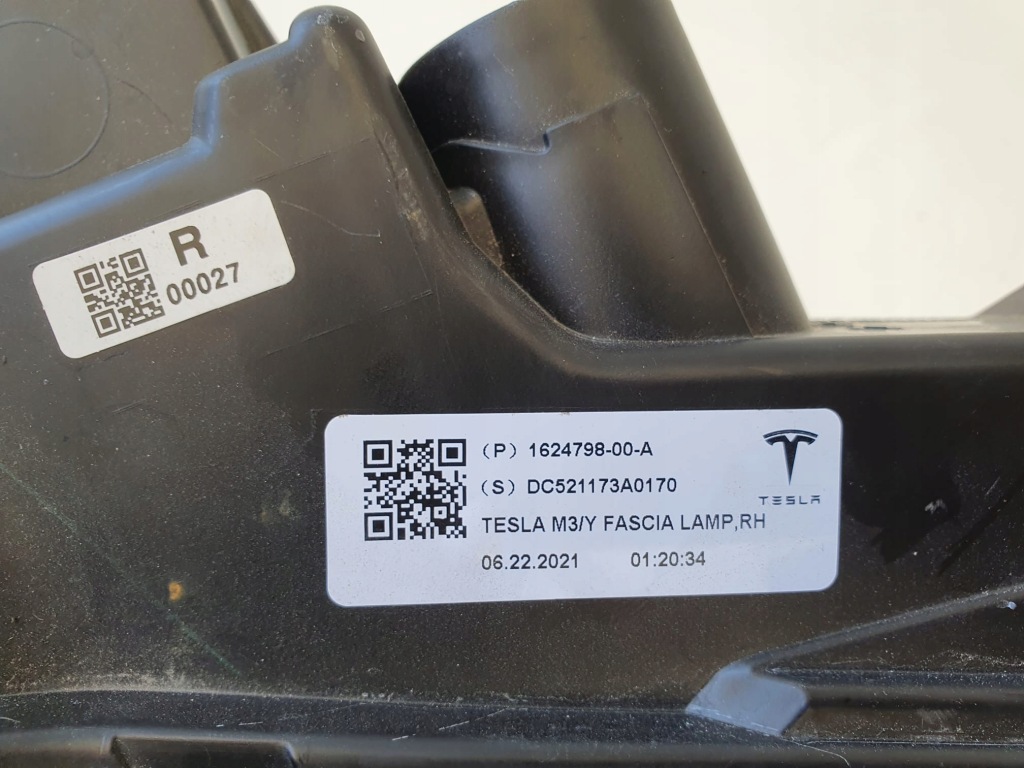 R
00027
(P) 1624798-00-A
(S) DC521173A0170
TESLA M3/Y FASCIA LAMP,RH
06.22.2021 01:20:34
TESLA